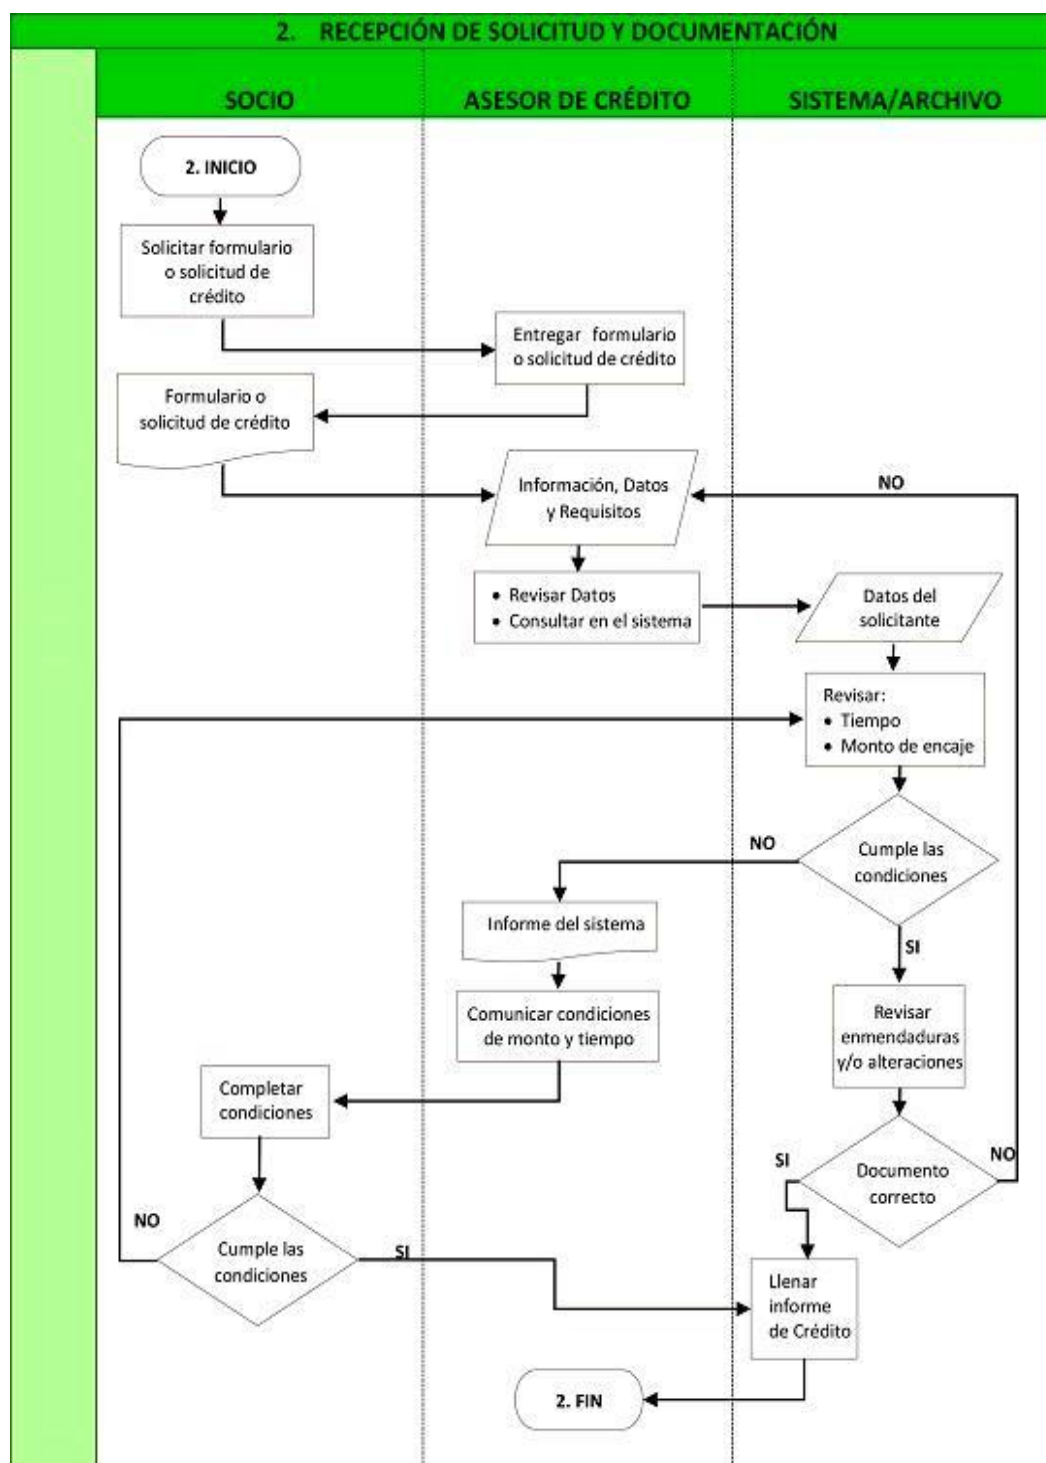 2. RECEPCIÓN DE SOLICITUD Y DOCUMENTACIÓN
SOCIO
ASESOR DE CRÉDITO
SISTEMA/ARCHIVO
2. INICIO
Solicitar formulario
o solicitud de
crédito
Entregar formulario
o solicitud de crédito
Formulario o
solicitud de crédito
Información, Datos
y Requisitos
NO
• Revisar Datos
• Consultar en el sistema
Datos del
solicitante
Revisar:
• Tiempo
• Monto de encaje
NO
Cumple las
condiciones
Informe del sistema
SI
Comunicar condiciones
de monto y tiempo
Revisar
enmendaduras
y/o alteraciones
Completar
condiciones
SI
Documento
correcto
NO
NO
Cumple las
condiciones
SI
Llenar
informe
de Crédito
2. FIN